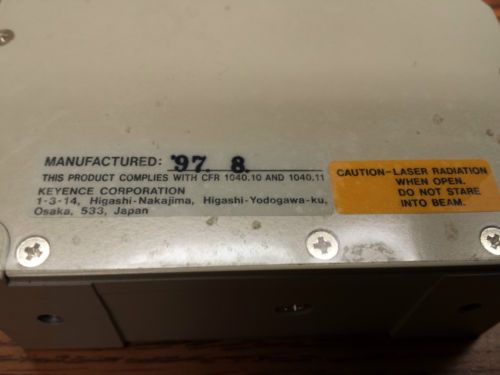 MANUFACTURED: '97. 8.
THIS PRODUCT COMPLIES WITH CFR 1040.10 AND 1040.11
KEYENCE CORPORATION
1-3-14, Higashi-Nakajima, Higashi-Yodogawa-ku,
Osaka, 533, Japan
CAUTION-LASER RADIATION
WHEN OPEN.
DO NOT STARE
INTO BEAM.